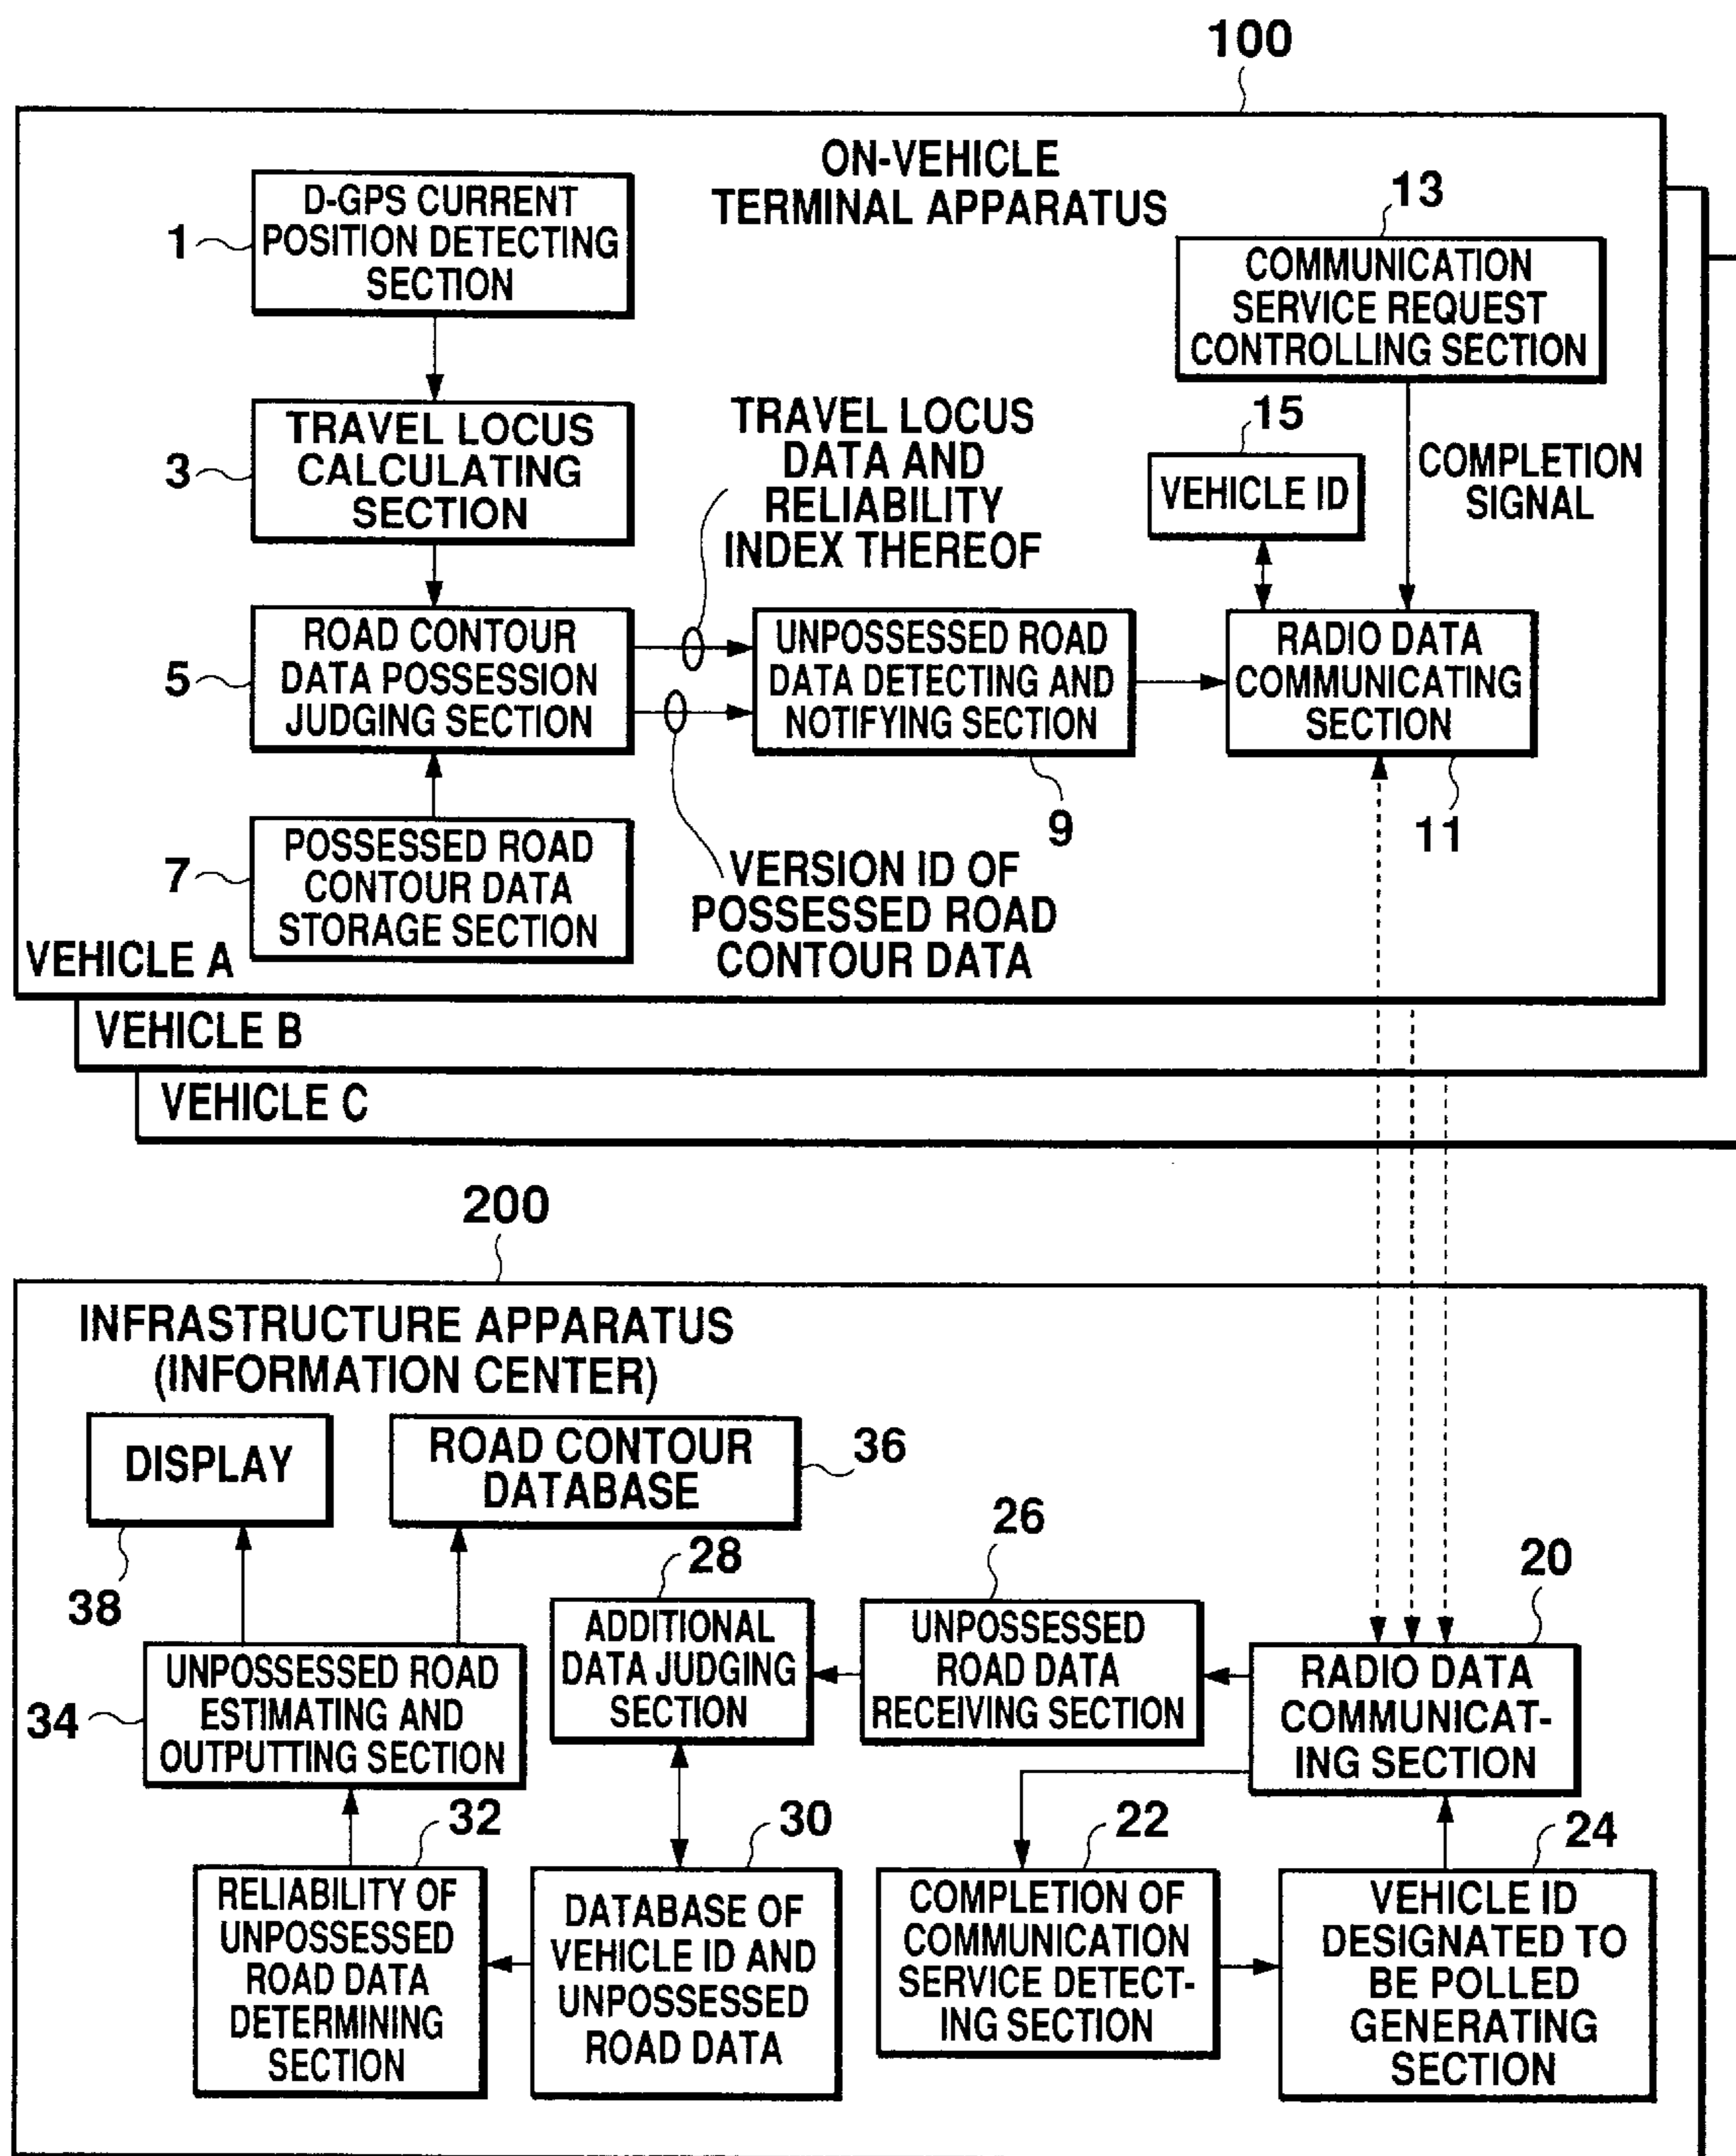 100
ON-VEHICLE
TERMINAL APPARATUS
D-GPS CURRENT
POSITION DETECTING
SECTION
1
13
COMMUNICATION
SERVICE REQUEST
CONTROLLING SECTION
TRAVEL LOCUS
CALCULATING
SECTION
3
TRAVEL LOCUS
DATA AND
RELIABILITY
INDEX THEREOF
15
VEHICLE ID
COMPLETION
SIGNAL
ROAD CONTOUR
DATA POSSESSION
JUDGING SECTION
5
UNPOSSESSED ROAD
DATA DETECTING AND
NOTIFYING SECTION
9
RADIO DATA
COMMUNICATING
SECTION
11
POSSESSED ROAD
CONTOUR DATA
STORAGE SECTION
7
VERSION ID OF
POSSESSED ROAD
CONTOUR DATA
VEHICLE A
VEHICLE B
VEHICLE C
200
INFRASTRUCTURE APPARATUS
(INFORMATION CENTER)
DISPLAY
38
ROAD CONTOUR
DATABASE
36
28
ADDITIONAL
DATA JUDGING
SECTION
26
UNPOSSESSED
ROAD DATA
RECEIVING SECTION
20
RADIO DATA
COMMUNICAT-
ING SECTION
34
UNPOSSESSED ROAD
ESTIMATING AND
OUTPUTTING SECTION
32
RELIABILITY OF
UNPOSSESSED
ROAD DATA
DETERMINING
SECTION
30
DATABASE OF
VEHICLE ID AND
UNPOSSESSED
ROAD DATA
22
COMPLETION OF
COMMUNICATION
SERVICE DETECT-
ING SECTION
24
VEHICLE ID
DESIGNATED TO
BE POLLED
GENERATING
SECTION